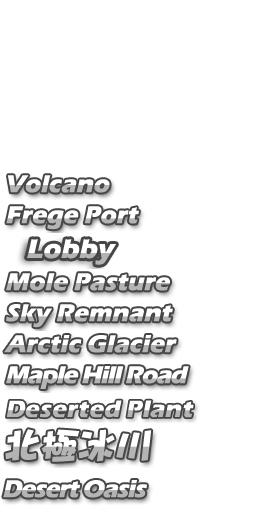 Volcano
Frege Port
Lobby
Mole Pasture
Sky Remnant
Arctic Glacier
Maple Hill Road
Deserted Plant
北極冰川
Desert Oasis